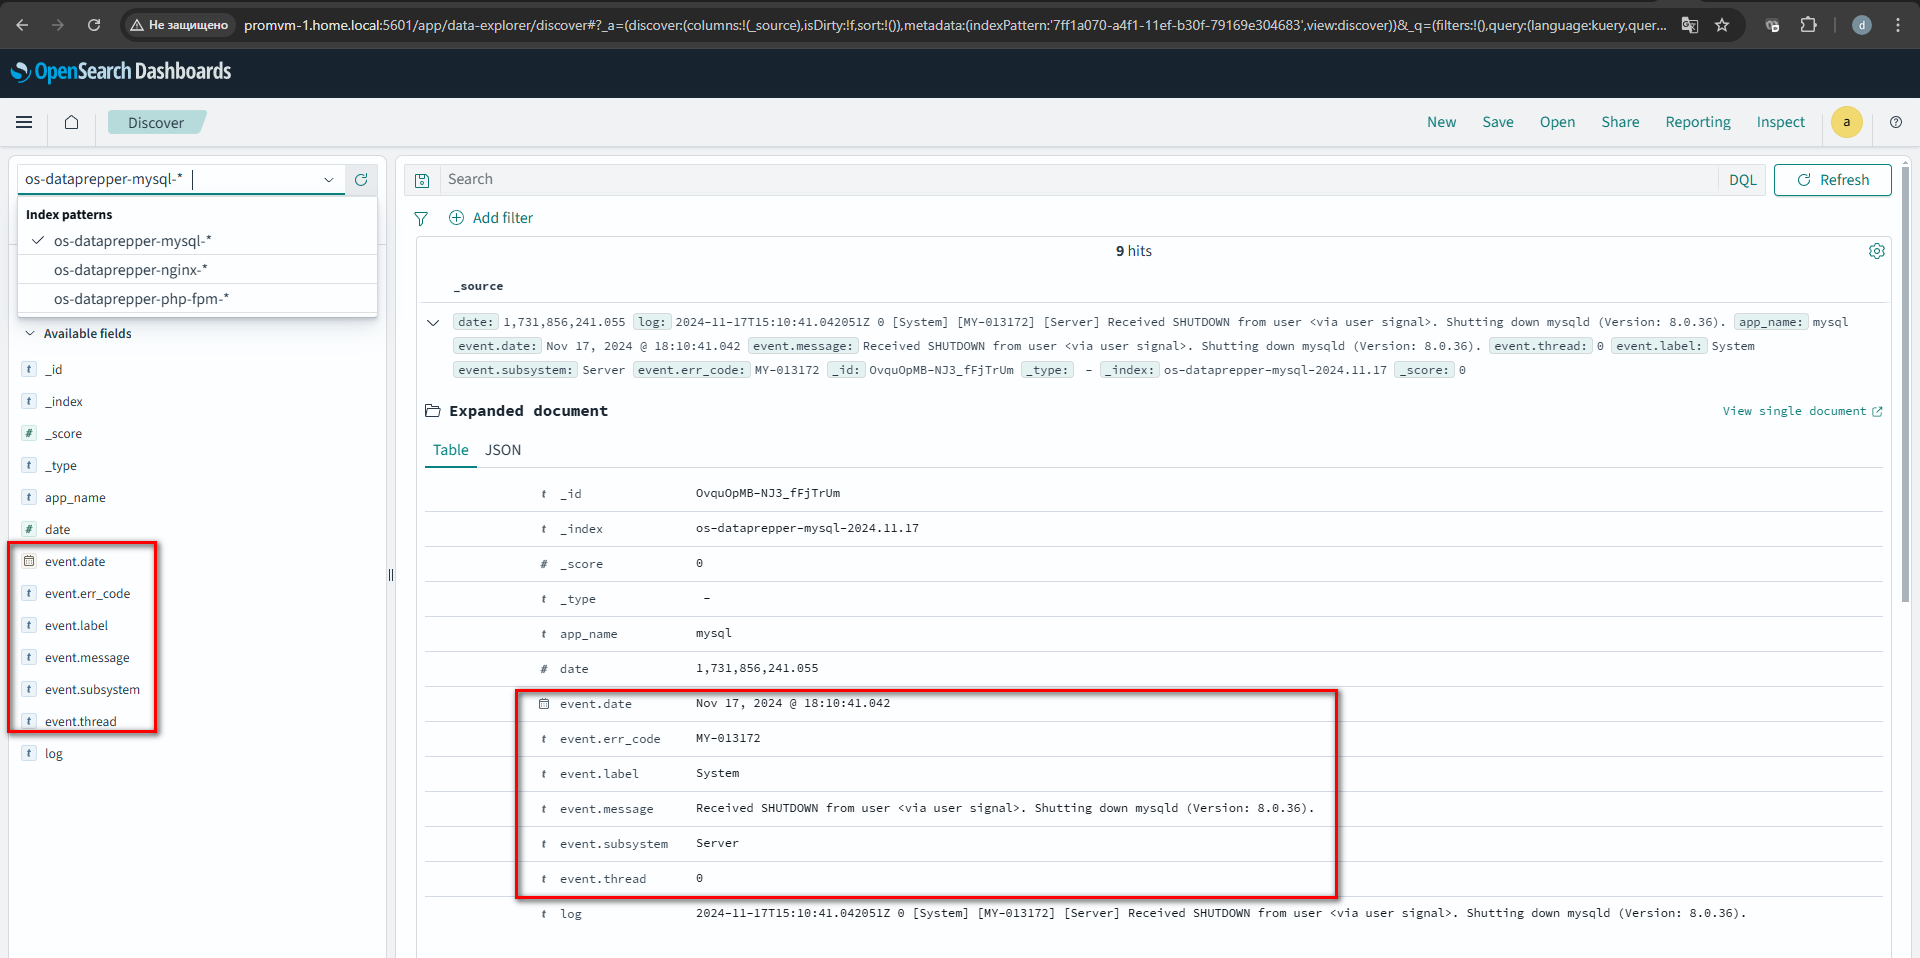 Не защищено promvm-1.home.local:5601/app/data-explorer/discover#?_a=(discover:(columns:!(_source),isDirty:!f,sort:!()),metadata:(indexPattern:'7ff1a070-a4f1-11ef-b30f-79169e304683',view:discover))&_q=(filters:!(),query:(language:kuery,quer... d
OpenSearch Dashboards
Discover New Save Open Share Reporting Inspect a
os-dataprepper-mysql-*
Index patterns
os-dataprepper-mysql-*
os-dataprepper-nginx-*
os-dataprepper-php-fpm-*
Available fields
t _id
t _index
# _score
t _type
t app_name
# date
event.date
t event.err_code
t event.label
t event.message
t event.subsystem
t event.thread
t log
Search DQL Refresh
Add filter
9 hits
_source
date: 1,731,856,241.055 log: 2024-11-17T15:10:41.042051Z 0 [System] [MY-013172] [Server] Received SHUTDOWN from user <via user signal>. Shutting down mysqld (Version: 8.0.36). app_name: mysql
event.date: Nov 17, 2024 @ 18:10:41.042 event.message: Received SHUTDOWN from user <via user signal>. Shutting down mysqld (Version: 8.0.36). event.thread: 0 event.label: System
event.subsystem: Server event.err_code: MY-013172 _id: OvquOpMB-NJ3_fFjTrUm _type: - _index: os-dataprepper-mysql-2024.11.17 _score: 0
Expanded document View single document
Table JSON
t _id OvquOpMB-NJ3_fFjTrUm
t _index os-dataprepper-mysql-2024.11.17
# _score 0
t _type -
t app_name mysql
# date 1,731,856,241.055
event.date Nov 17, 2024 @ 18:10:41.042
t event.err_code MY-013172
t event.label System
t event.message Received SHUTDOWN from user <via user signal>. Shutting down mysqld (Version: 8.0.36).
t event.subsystem Server
t event.thread 0
t log 2024-11-17T15:10:41.042051Z 0 [System] [MY-013172] [Server] Received SHUTDOWN from user <via user signal>. Shutting down mysqld (Version: 8.0.36).